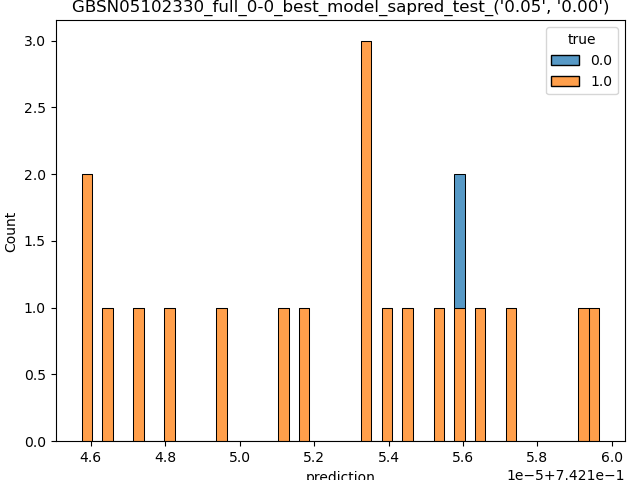 GBSN05102330_full_0-0_best_model_sapred_test_('0.05', '0.00')
true
0.0
1.0
Count
3.0
2.5
2.0
1.5
1.0
0.5
0.0
4.6 4.8 5.0 5.2 5.4 5.6 5.8 6.0
prediction
1e−5+7.421e−1